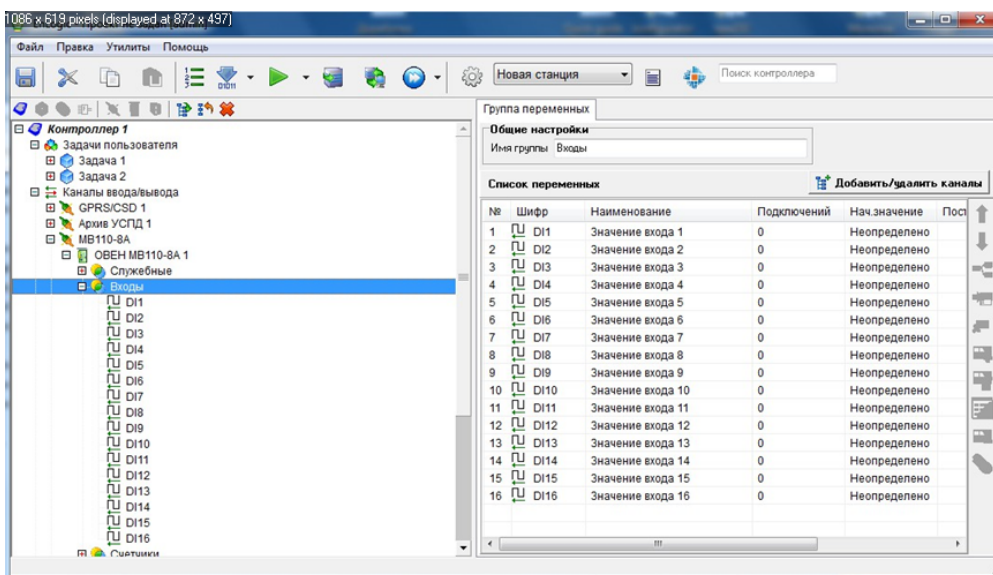 1086 x 619 pixels (displayed at 872 x 497)
Файл Правка Утилиты Помощь
Новая станция
Поиск контроллера
Контроллер 1
Задачи пользователя
Задача 1
Задача 2
Каналы ввода/вывода
GPRS/CSD 1
Архив УСПД 1
МВ110-8А
ОВЕН МВ110-8А 1
Служебные
Входы
DI1
DI2
DI3
DI4
DI5
DI6
DI7
DI8
DI9
DI10
DI11
DI12
DI13
DI14
DI15
DI16
Счетчики
Группа переменных
Общие настройки
Имя группы Входы
Список переменных
Добавить/удалить каналы
№ Шифр Наименование Подключений Нач.значение Пост
1 DI1 Значение входа 1 0 Неопределено
2 DI2 Значение входа 2 0 Неопределено
3 DI3 Значение входа 3 0 Неопределено
4 DI4 Значение входа 4 0 Неопределено
5 DI5 Значение входа 5 0 Неопределено
6 DI6 Значение входа 6 0 Неопределено
7 DI7 Значение входа 7 0 Неопределено
8 DI8 Значение входа 8 0 Неопределено
9 DI9 Значение входа 9 0 Неопределено
10 DI10 Значение входа 10 0 Неопределено
11 DI11 Значение входа 11 0 Неопределено
12 DI12 Значение входа 12 0 Неопределено
13 DI13 Значение входа 13 0 Неопределено
14 DI14 Значение входа 14 0 Неопределено
15 DI15 Значение входа 15 0 Неопределено
16 DI16 Значение входа 16 0 Неопределено